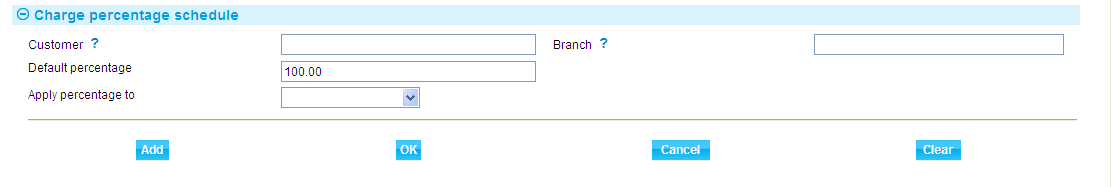 Charge percentage schedule
Customer ? Branch ?
Default percentage 100.00
Apply percentage to
Add OK Cancel Clear